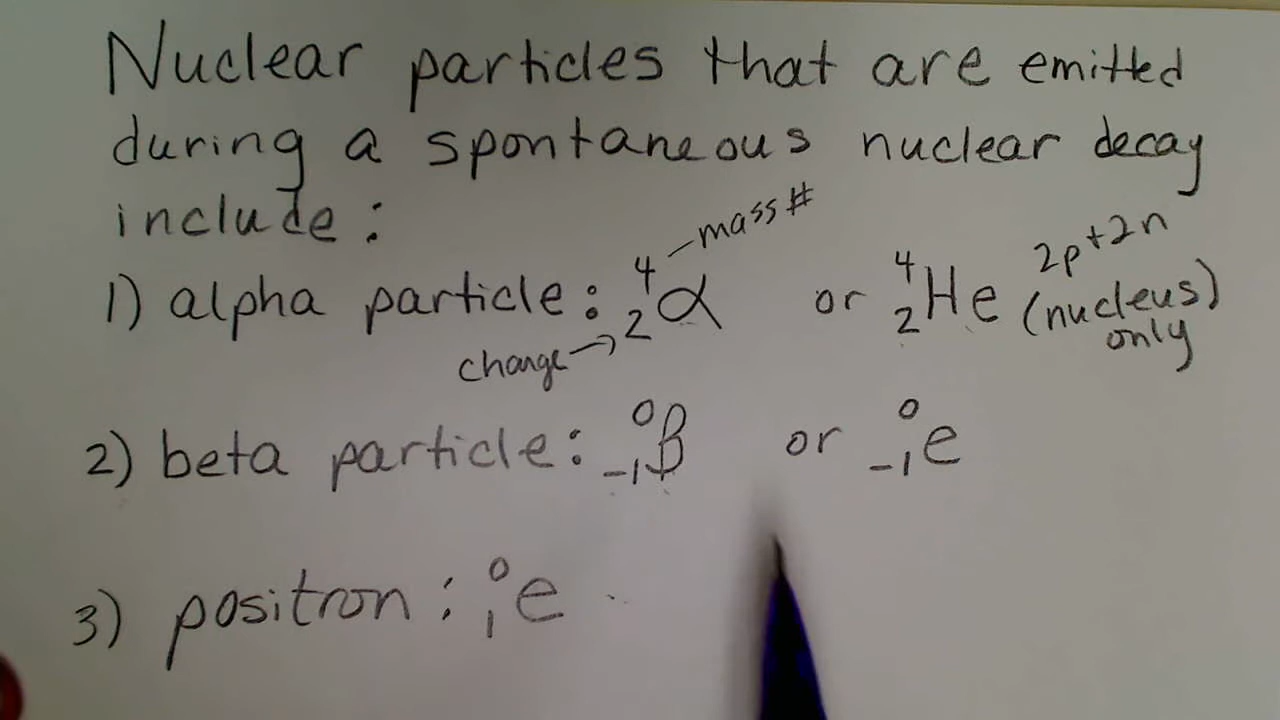 Nuclear particles that are emitted
during a spontaneous nuclear decay
include:
mass #
1) alpha particle: ⁴₂α or ⁴₂He 2p+2n (nucleus) only
change→
2) beta particle: ⁰₋₁β or ⁰₋₁e
3) positron: ⁰₁e